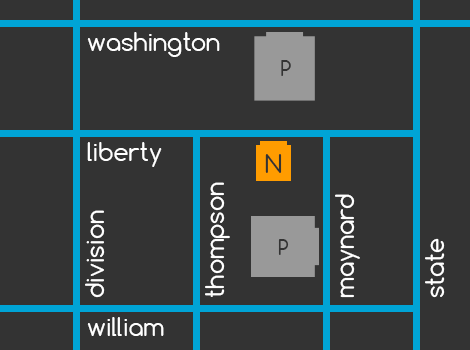 washington
P
liberty
N
division
thompson
maynard
state
P
william